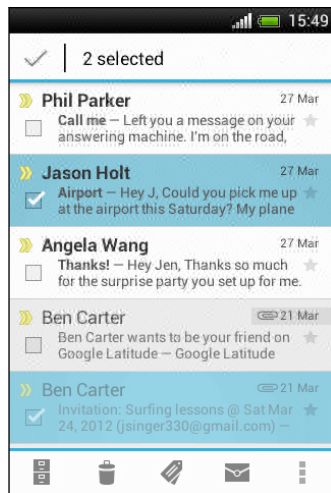 15:49
2 selected
Phil Parker 27 Mar
Call me – Left you a message on your
answering machine. I'm on the road,
Jason Holt 27 Mar
Airport – Hey J, Could you pick me up
at the airport this Saturday? My plane
Angela Wang 27 Mar
Thanks! – Hey Jen, Thanks so much
for the surprise party you set up for me.
Ben Carter 21 Mar
Ben Carter wants to be your friend on
Google Latitude – Google Latitude
Ben Carter 21 Mar
Invitation: Surfing lessons @ Sat Mar
24, 2012 (jsinger330@gmail.com) –